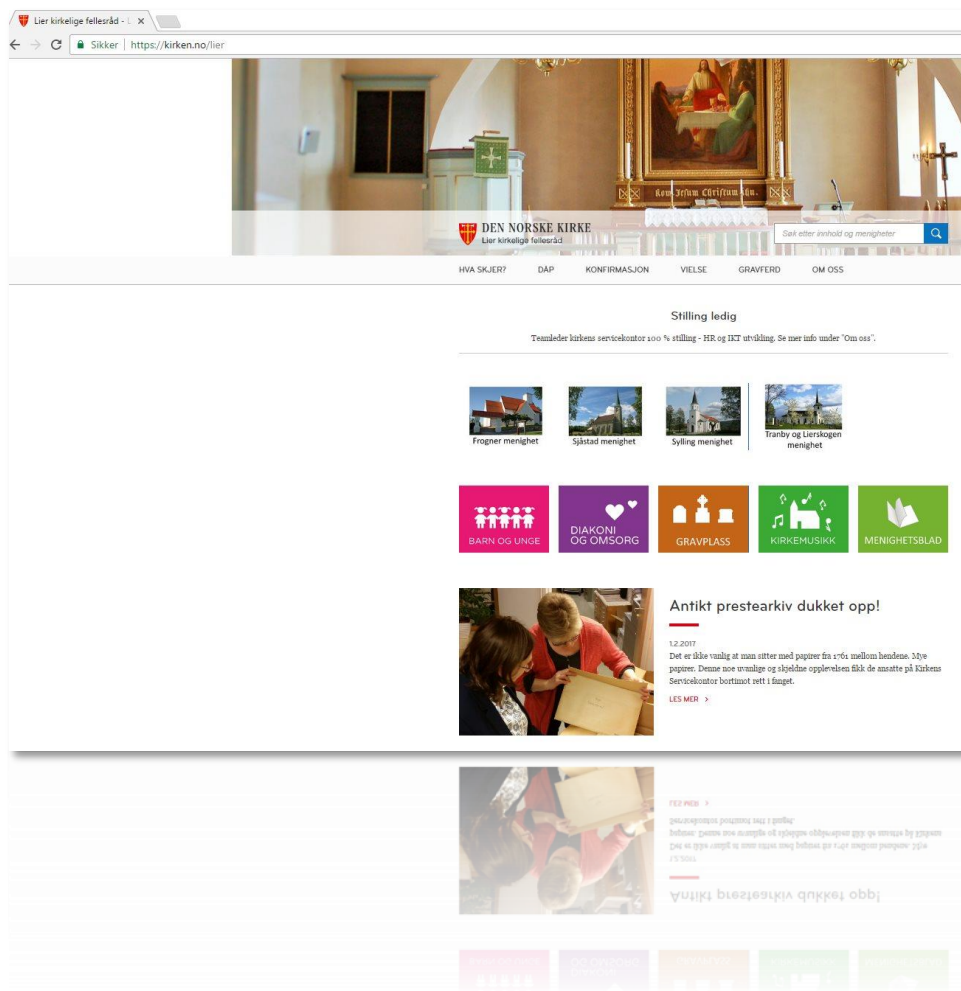 Lier kirkelige fellesråd - L
Sikker | https://kirken.no/lier
Kom Jesum Christum
DEN NORSKE KIRKE
Lier kirkelige fellesråd
Søk etter innhold og menigheter
HVA SKJER? DÅP KONFIRMASJON VIELSE GRAVFERD OM OSS
Stilling ledig
Teamleder kirkens servicekontor 100 % stilling - HR og IKT utvikling. Se mer info under "Om oss".
Frogner menighet
Sjåstad menighet
Sylling menighet
Tranby og Lierskogen
menighet
BARN OG UNGE
DIAKONI
OG OMSORG
GRAVPLASS
KIRKEMUSIKK
MENIGHETSBLAD
Antikt prestearkiv dukket opp!
1.2.2017
Det er ikke vanlig at man sitter med papirer fra 1761 mellom hendene. Mye
papirer. Denne noe uvanlige og skjeldne opplevelsen fikk de ansatte på Kirkens
Servicekontor bortimot rett i fanget.
LES MER >